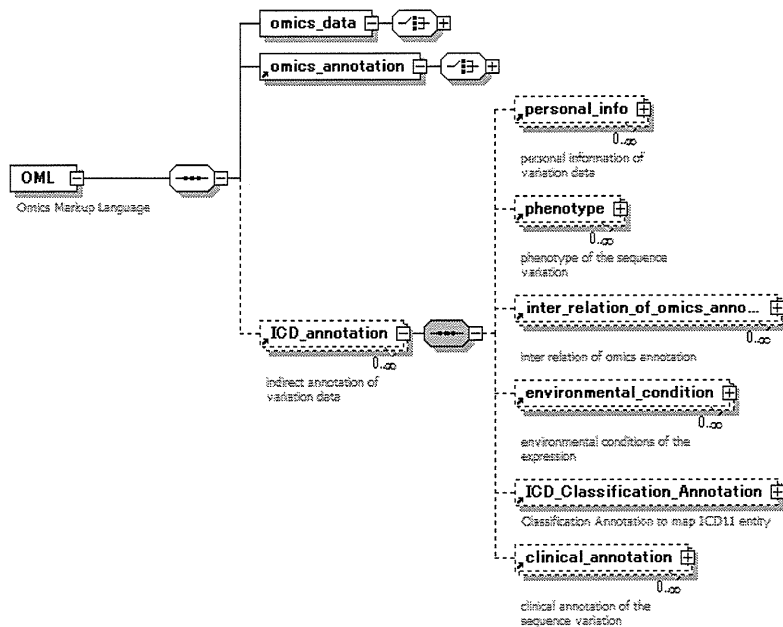 omics_data
omics_annotation
personal_info
0..∞
personal information of
variation data
OML
Omics Markup Language
phenotype
0..∞
phenotype of the sequence
variation
ICD_annotation
0..∞
indirect annotation of
variation data
inter_relation_of_omics_anno...
0..∞
inter relation of omics annotation
environmental_condition
0..∞
environmental conditions of the
expression
ICD_Classification_Annotation
Classification Annotation to map ICD11 entity
clinical_annotation
0..∞
clinical annotation of the
sequence variation